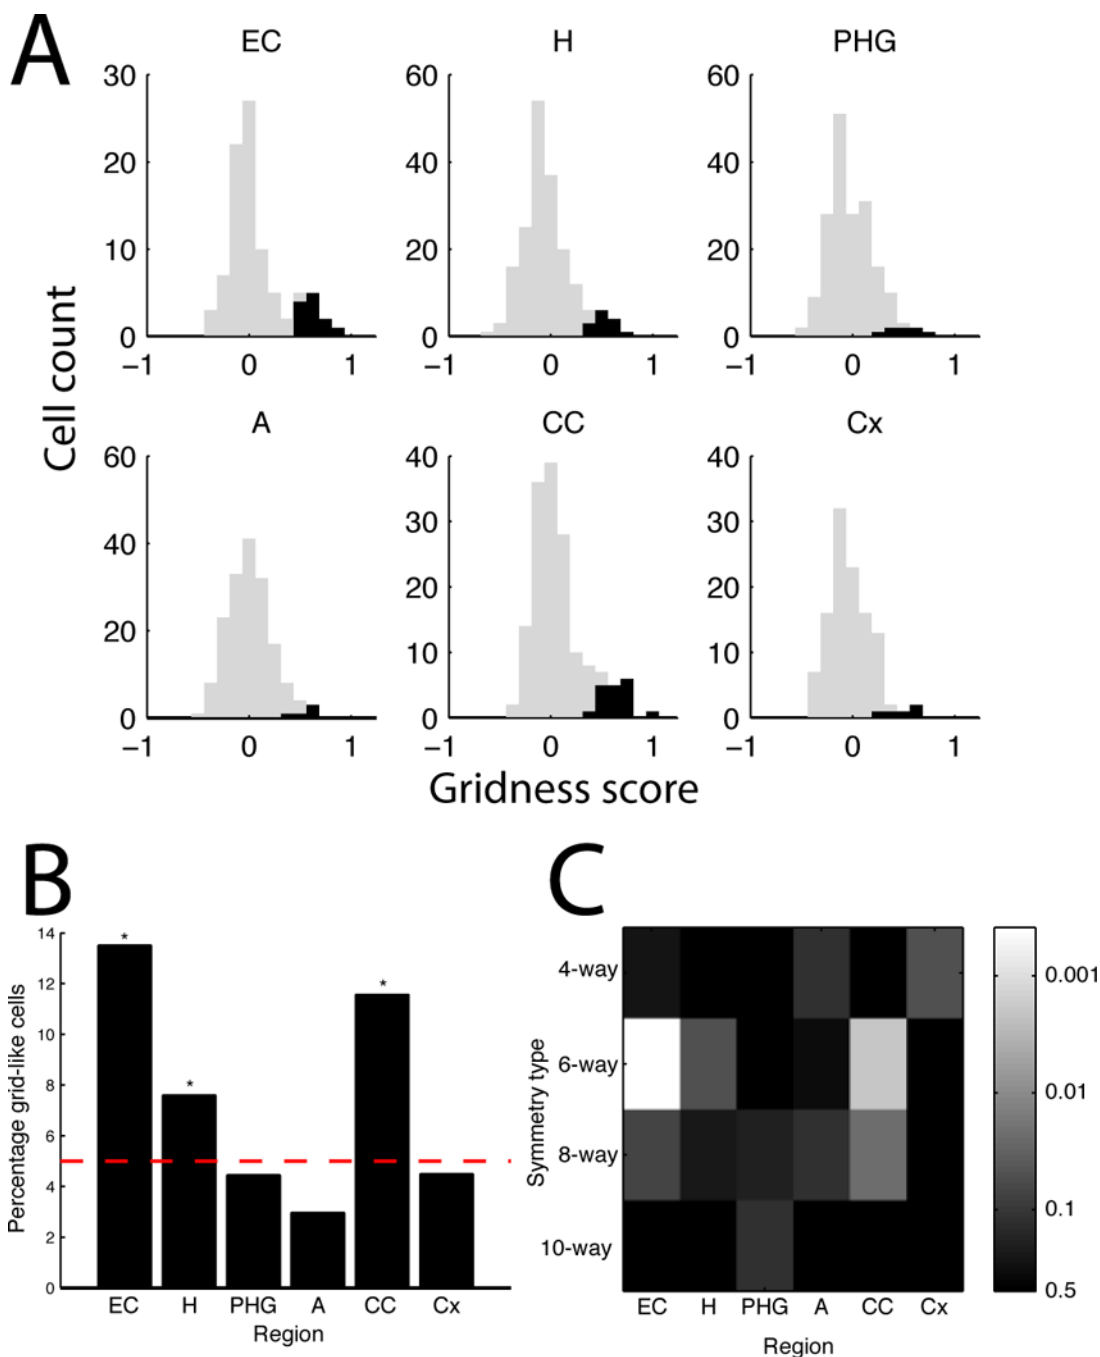 A
EC
H
PHG
30
20
10
0
-1
0
1
60
40
20
0
-1
0
1
60
40
20
0
-1
0
1
Cell count
A
CC
Cx
60
40
20
0
-1
0
1
40
30
20
10
0
-1
0
1
40
30
20
10
0
-1
0
1
Gridness score
B
14
12
10
8
6
4
2
0
Percentage grid-like cells
*
*
*
EC H PHG A CC Cx
Region
C
4-way
6-way
8-way
10-way
Symmetry type
EC H PHG A CC Cx
Region
0.001
0.01
0.1
0.5